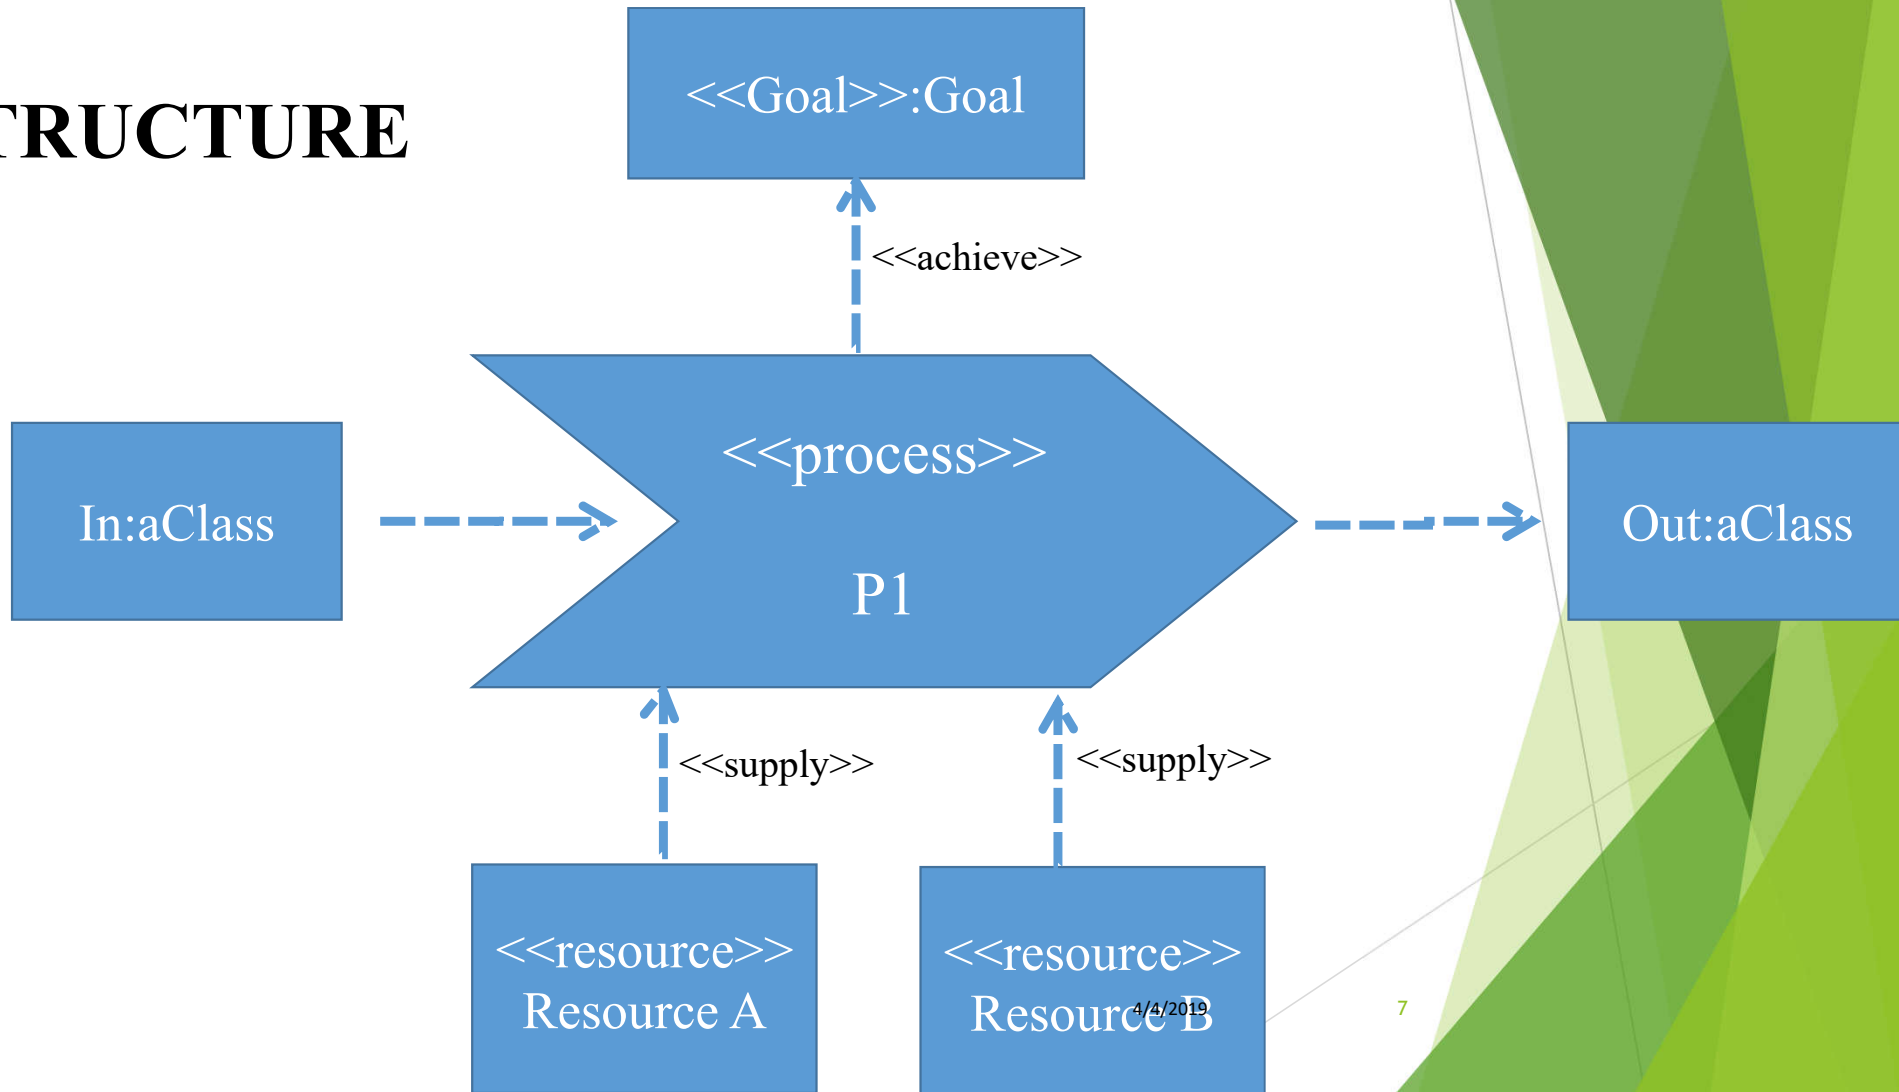 <<Goal>>:Goal
TRUCTURE
<<achieve>>
<<process>>
P1
In:aClass
Out:aClass
<<supply>>
<<supply>>
<<resource>>
Resource A
<<resource>>
Resource B
4/4/2019
7